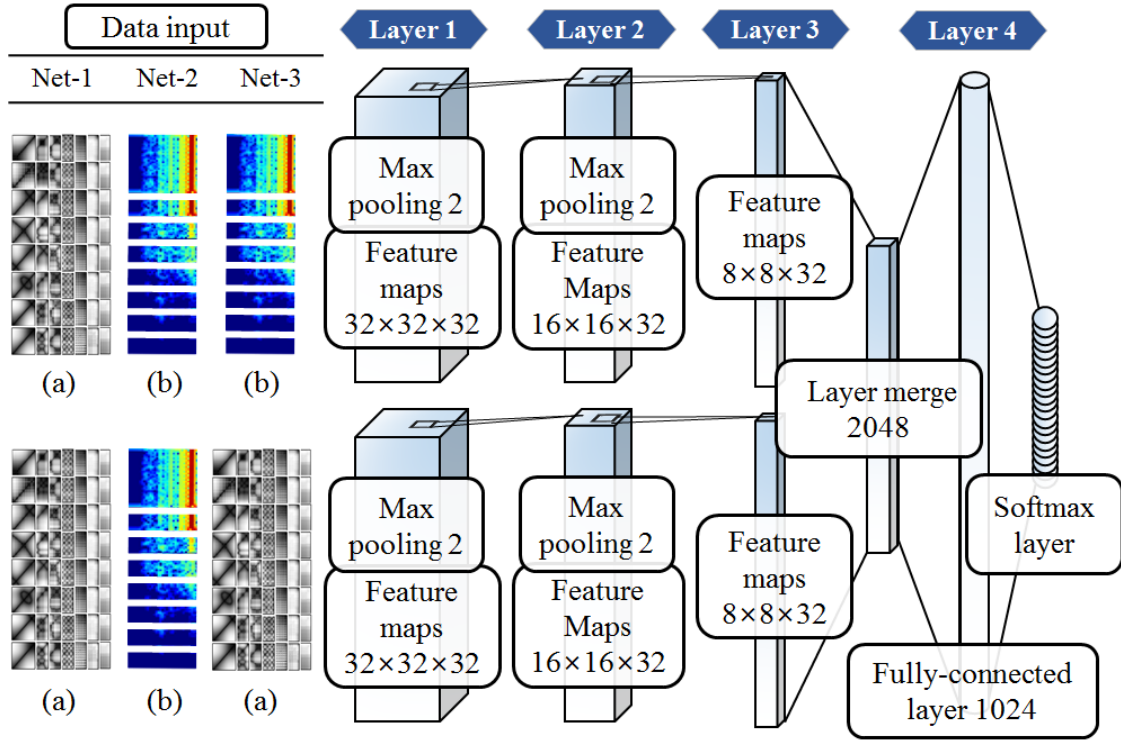 Data input
Layer 1
Layer 2
Layer 3
Layer 4
Net-1
Net-2
Net-3
(a)
(b)
(b)
Max
pooling 2
Feature
maps
32×32×32
Max
pooling 2
Feature
Maps
16×16×32
Feature
maps
8×8×32
Layer merge
2048
Softmax
layer
Fully-connected
layer 1024
Max
pooling 2
Feature
maps
32×32×32
Max
pooling 2
Feature
Maps
16×16×32
Feature
maps
8×8×32
(a)
(b)
(a)